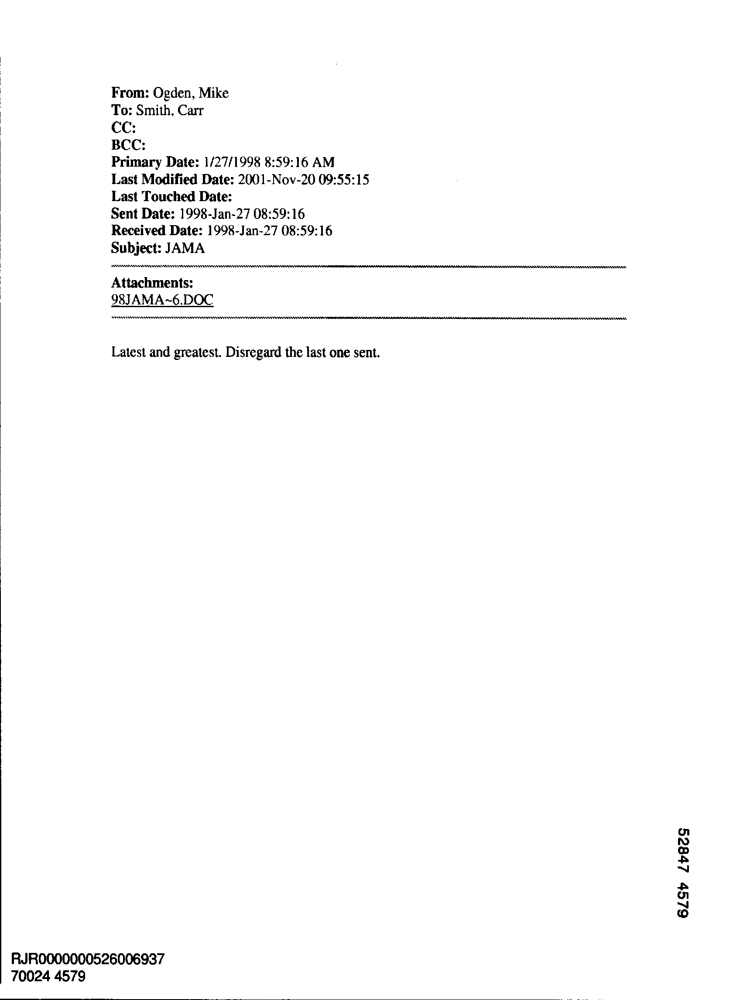 From: Ogden, Mike
To: Smith, Carr
CC:
BCC:
Primary Date: 1/27/1998 8:59:16 AM
Last Modified Date: 2001-Nov-20 09:55:15
Last Touched Date:
Sent Date: 1998-Jan-27 08:59:16
Received Date: 1998-Jan-27 08:59:16
Subject: JAMA
Attachments:
98JAMA~6.DOC
Latest and greatest. Disregard the last one sent.
52847 4579
RJR0000000526006937
70024 4579